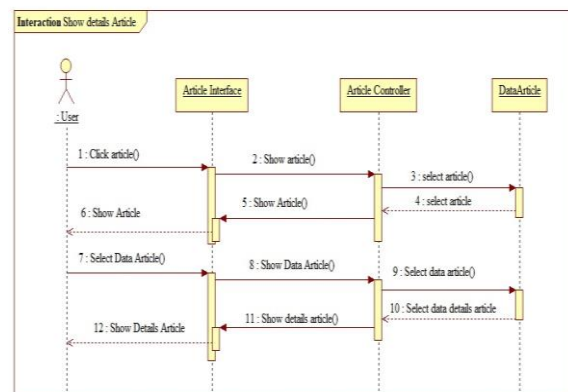 Interaction Show details Article
: User
Article Interface
Article Controller
DataArticle
1 : Click article()
2 : Show article()
3 : select article()
4 : select article
5 : Show Article()
6 : Show Article
7 : Select Data Article()
8 : Show Data Article()
9 : Select data article()
10 : Select data details article
11 : Show details article()
12 : Show Details Article